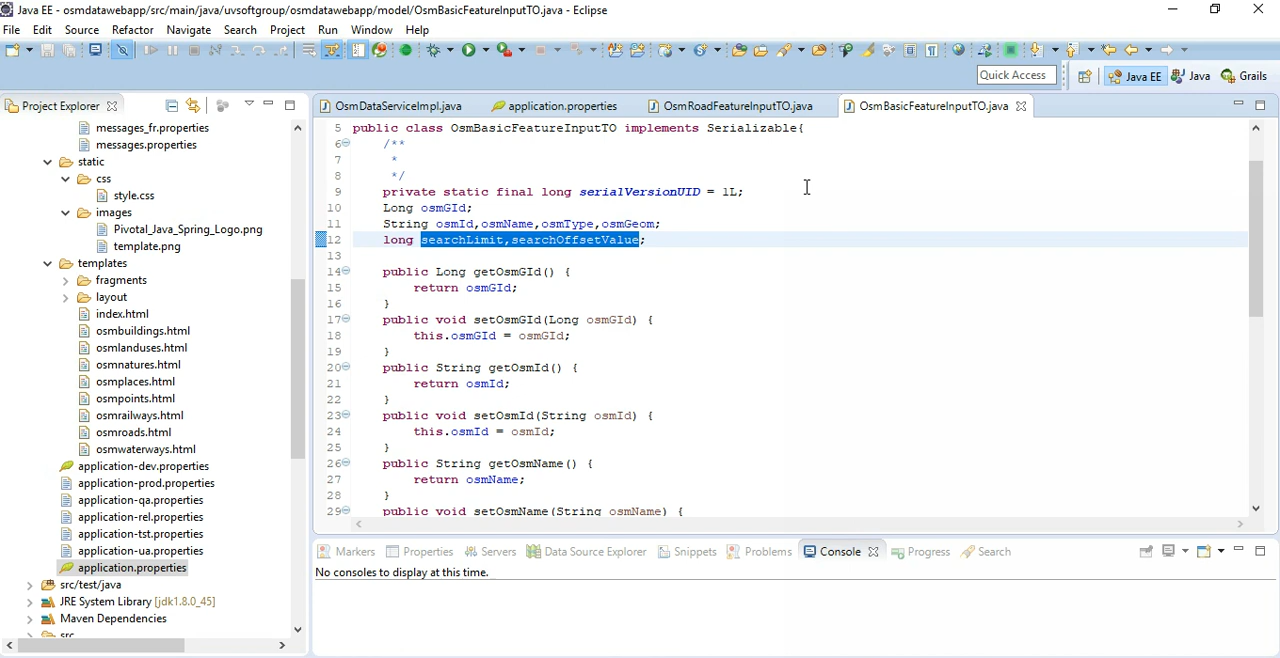 Java EE - osmdatawebapp/src/main/java/uvsoftgroup/osmdatawebapp/model/OsmBasicFeatureInputTO.java - Eclipse
File Edit Source Refactor Navigate Search Project Run Window Help
Quick Access Java EE Java Grails
Project Explorer
OsmDataServiceImpl.java application.properties OsmRoadFeatureInputTO.java OsmBasicFeatureInputTO.java
messages_fr.properties
messages.properties
static
css
style.css
images
Pivotal_Java_Spring_Logo.png
template.png
templates
fragments
layout
index.html
osmbuildings.html
osmlanduses.html
osmnatures.html
osmplaces.html
osmpoints.html
osmrailways.html
osmroads.html
osmwaterways.html
application-dev.properties
application-prod.properties
application-qa.properties
application-rel.properties
application-tst.properties
application-ua.properties
application.properties
src/test/java
JRE System Library [jdk1.8.0_45]
Maven Dependencies
src
5 public class OsmBasicFeatureInputTO implements Serializable{
6 /**
7 *
8 */
9 private static final long serialVersionUID = 1L;
10 Long osmGId;
11 String osmId,osmName,osmType,osmGeom;
12 long searchLimit,searchOffsetValue;
13
14 public Long getOsmGId() {
15 return osmGId;
16 }
17 public void setOsmGId(Long osmGId) {
18 this.osmGId = osmGId;
19 }
20 public String getOsmId() {
21 return osmId;
22 }
23 public void setOsmId(String osmId) {
24 this.osmId = osmId;
25 }
26 public String getOsmName() {
27 return osmName;
28 }
29 public void setOsmName(String osmName) {
Markers Properties Servers Data Source Explorer Snippets Problems Console Progress Search
No consoles to display at this time.